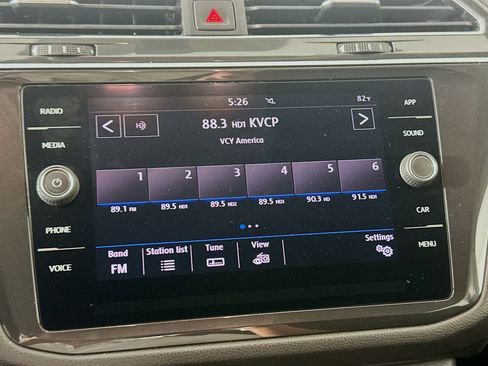 5:26 82°F
RADIO APP
HD 88.3 HD1 KVCP
VCY America
MEDIA SOUND
1 2 3 4 5 6
89.1 FM 89.5 HD1 89.5 HD2 89.5 HD3 90.3 HD 91.5 HD1
PHONE CAR
Band Station list Tune View Settings
FM
VOICE MENU